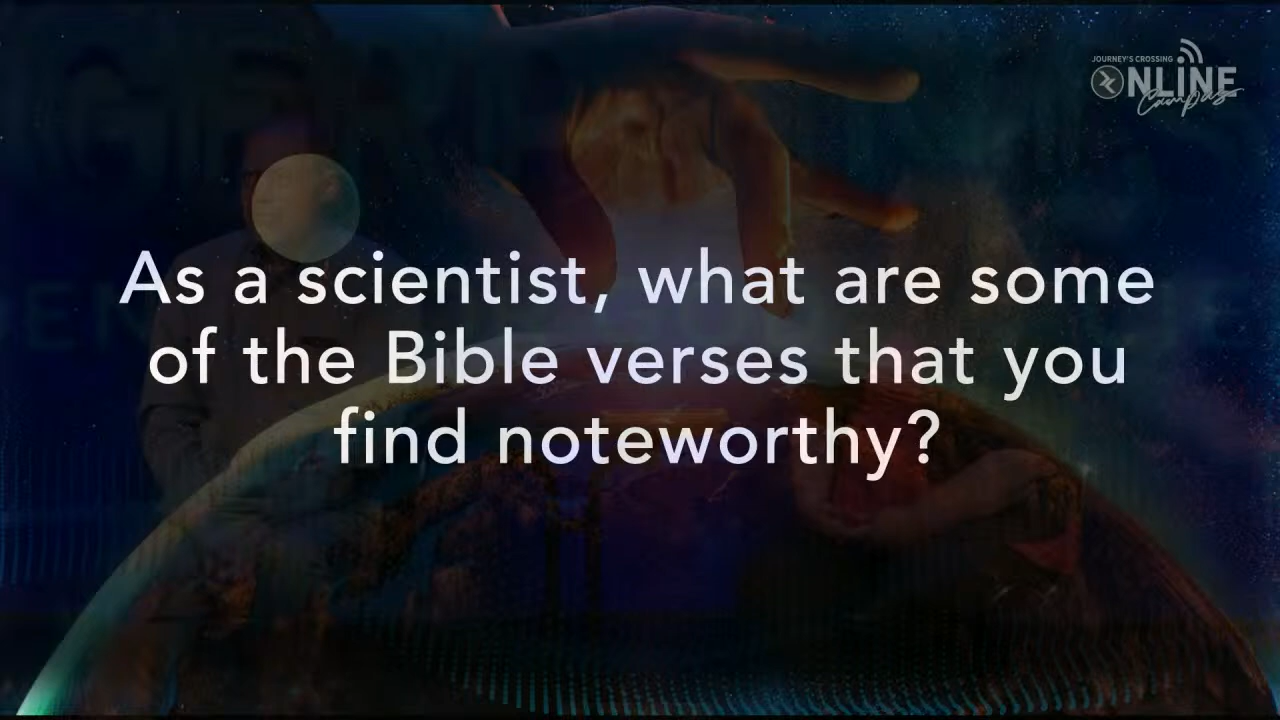 JOURNEY'S CROSSING
ONLINE
Campus
As a scientist, what are some
of the Bible verses that you
find noteworthy?